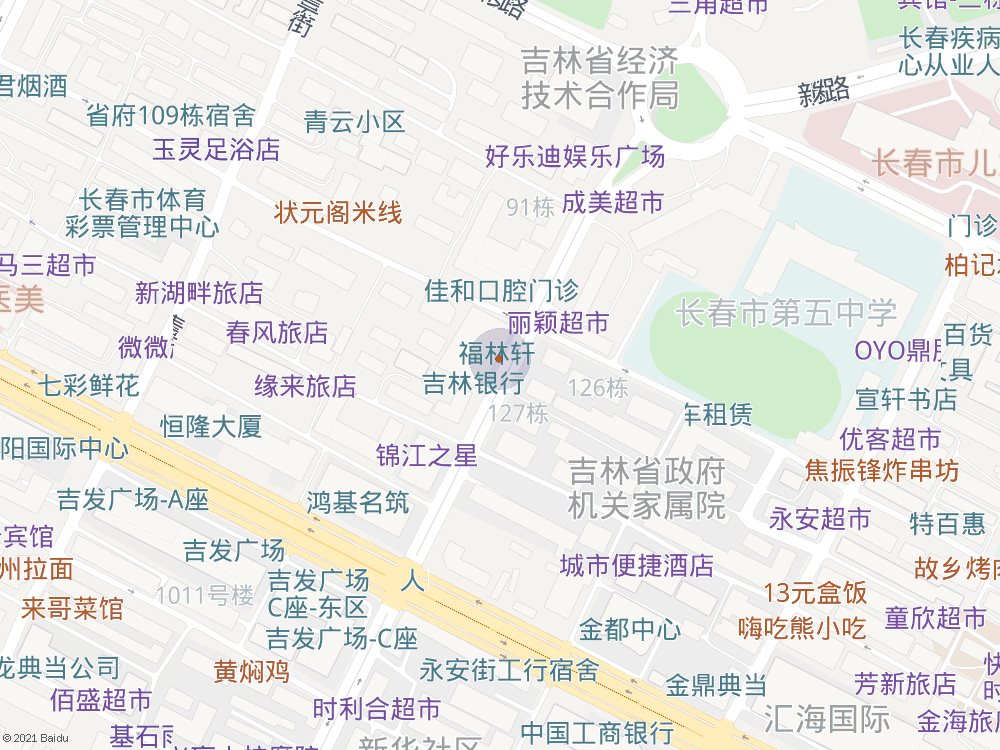 三角超市
长春疾病
心从业人
吉林省经济
技术合作局
君烟酒
新疆路
省府109栋宿舍
青云小区
玉灵足浴店
好乐迪娱乐广场
长春市儿
长春市体育
彩票管理中心
状元阁米线
91栋
成美超市
门诊
马三超市
柏记
医美
新湖畔旅店
佳和口腔门诊
长春市第五中学
春风旅店
丽颖超市
百货
微微
福林轩
OYO鼎
文具
七彩鲜花
缘来旅店
吉林银行
126栋
宣轩书店
127栋
车租赁
恒隆大厦
优客超市
阳国际中心
锦江之星
吉林省政府
机关家属院
焦振锋炸串坊
吉发广场-A座
鸿基名筑
永安超市
特百惠
宾馆
吉发广场
城市便捷酒店
州拉面
吉发广场
C座-东区
人
故乡烤肉
1011号楼
13元盒饭
来哥菜馆
童欣超市
吉发广场-C座
金都中心
嗨吃熊小吃
龙典当公司
黄焖鸡
永安街工行宿舍
金鼎典当
芳新旅店
快
时
佰盛超市
时利合超市
汇海国际
金海旅
基石
中国工商银行
新华社区
© 2021 Baidu